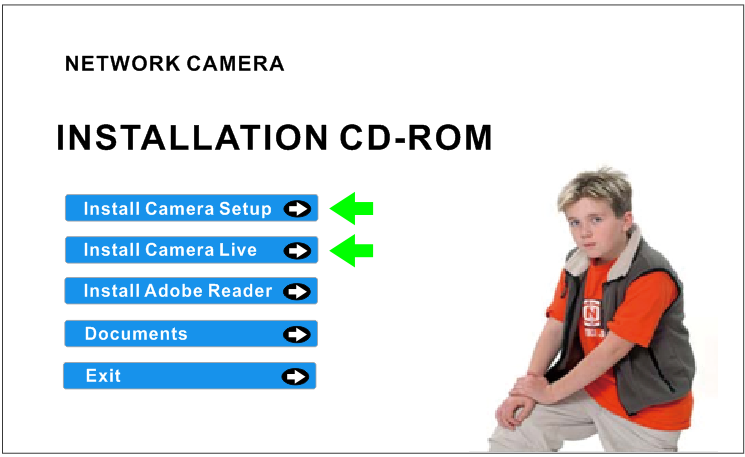 NETWORK CAMERA
INSTALLATION CD-ROM
Install Camera Setup
Install Camera Live
Install Adobe Reader
Documents
Exit
N